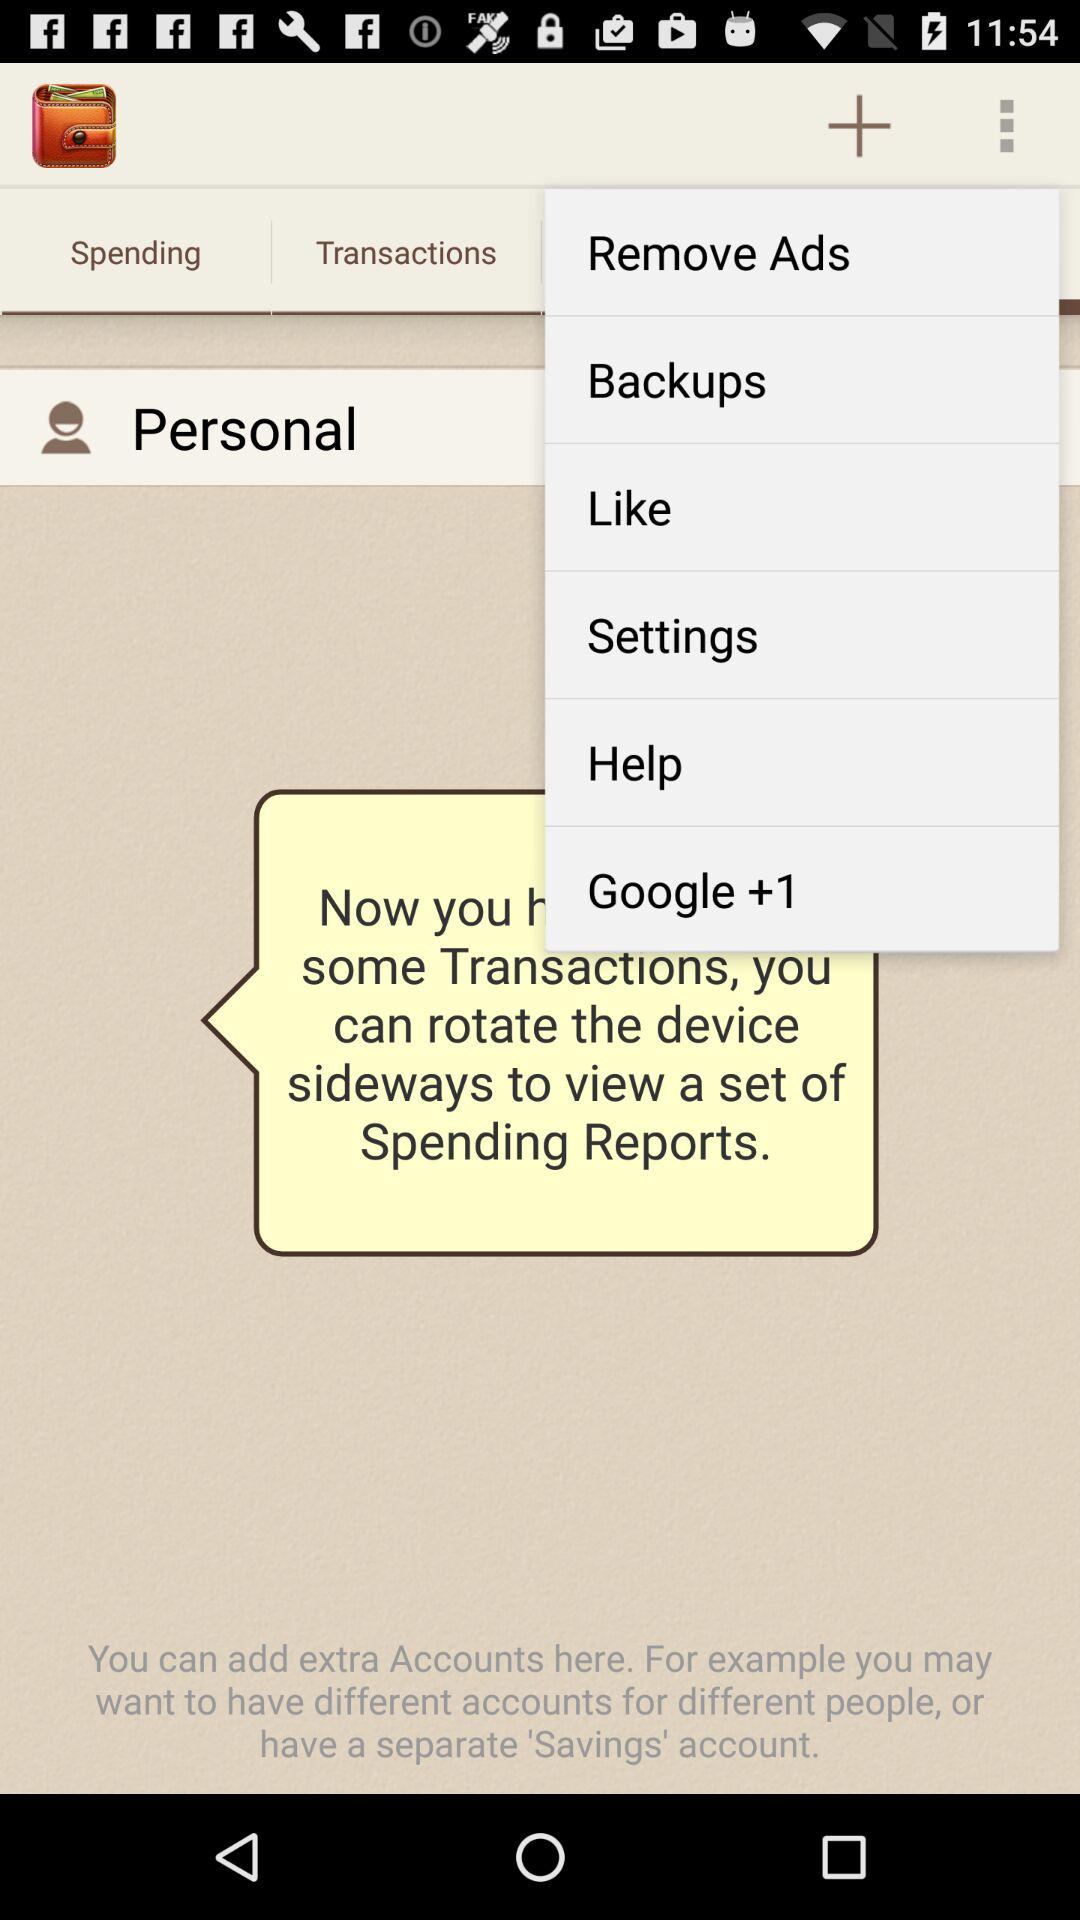 FAKE
11:54
Spending
Transactions
Remove Ads
Backups
Like
Settings
Help
Google +1
Personal
Now you
some Transactions, you
can rotate the device
sideways to view a set of
Spending Reports.
You can add extra Accounts here. For example you may
want to have different accounts for different people, or
have a separate 'Savings' account.